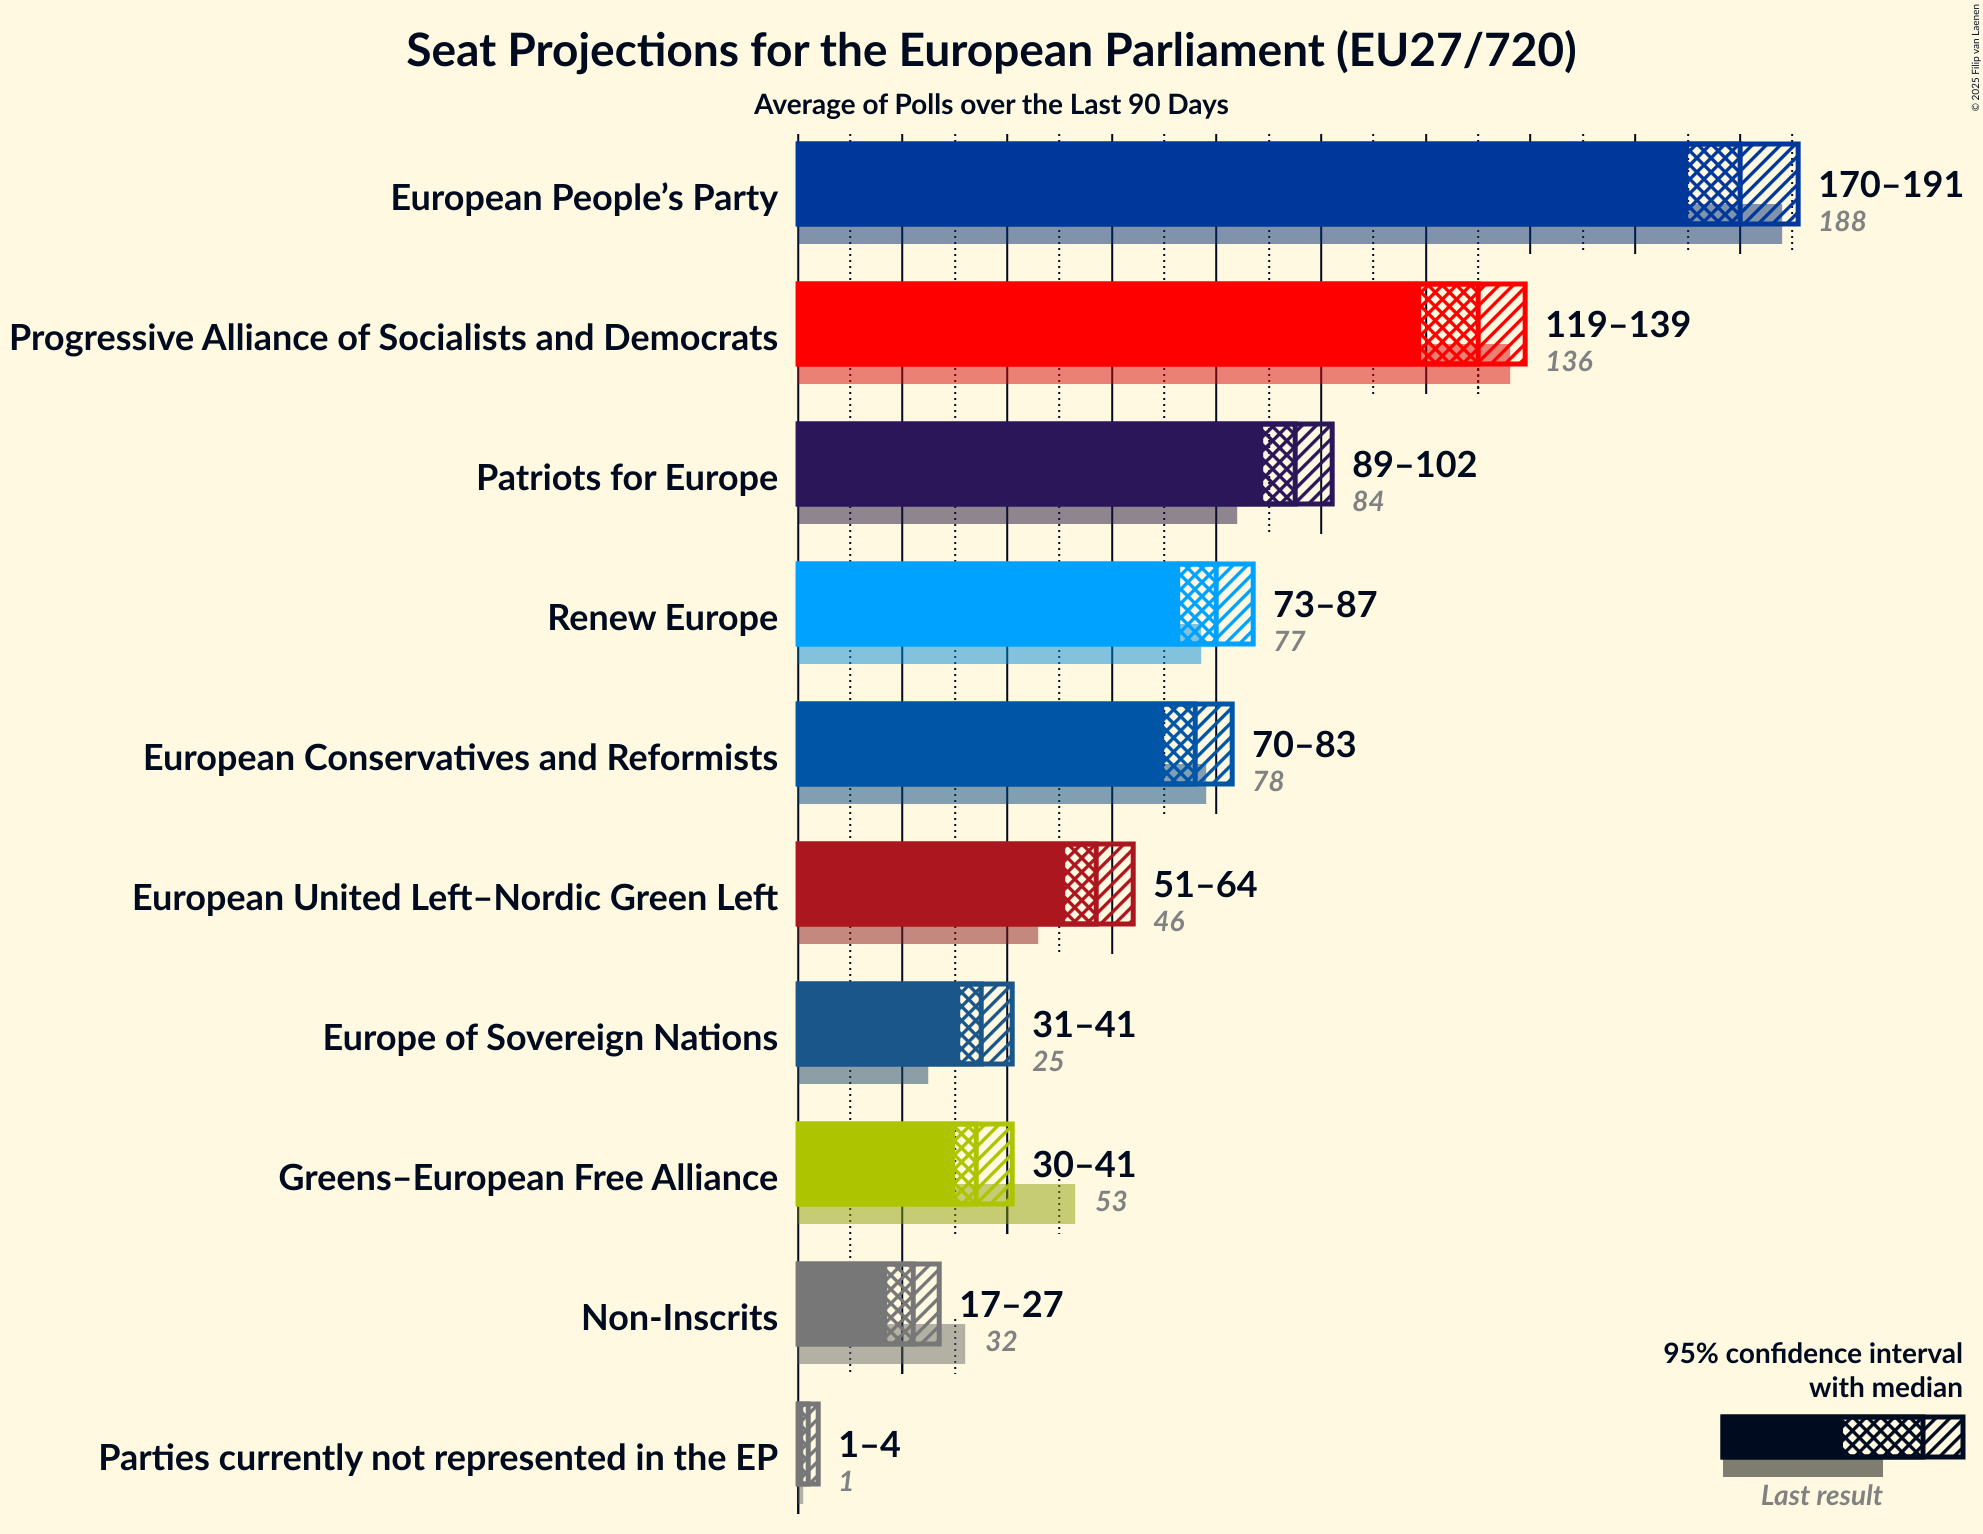 Seat Projections for the European Parliament (EU27/720)
Average of Polls over the Last 90 Days
© 2025 Filip van Laenen
European People’s Party
170–191
188
Progressive Alliance of Socialists and Democrats
119–139
136
Patriots for Europe
89–102
84
Renew Europe
73–87
77
European Conservatives and Reformists
70–83
78
European United Left–Nordic Green Left
51–64
46
Europe of Sovereign Nations
31–41
25
Greens–European Free Alliance
30–41
53
Non-Inscrits
17–27
32
Parties currently not represented in the EP
1–4
1
95% confidence interval
with median
Last result